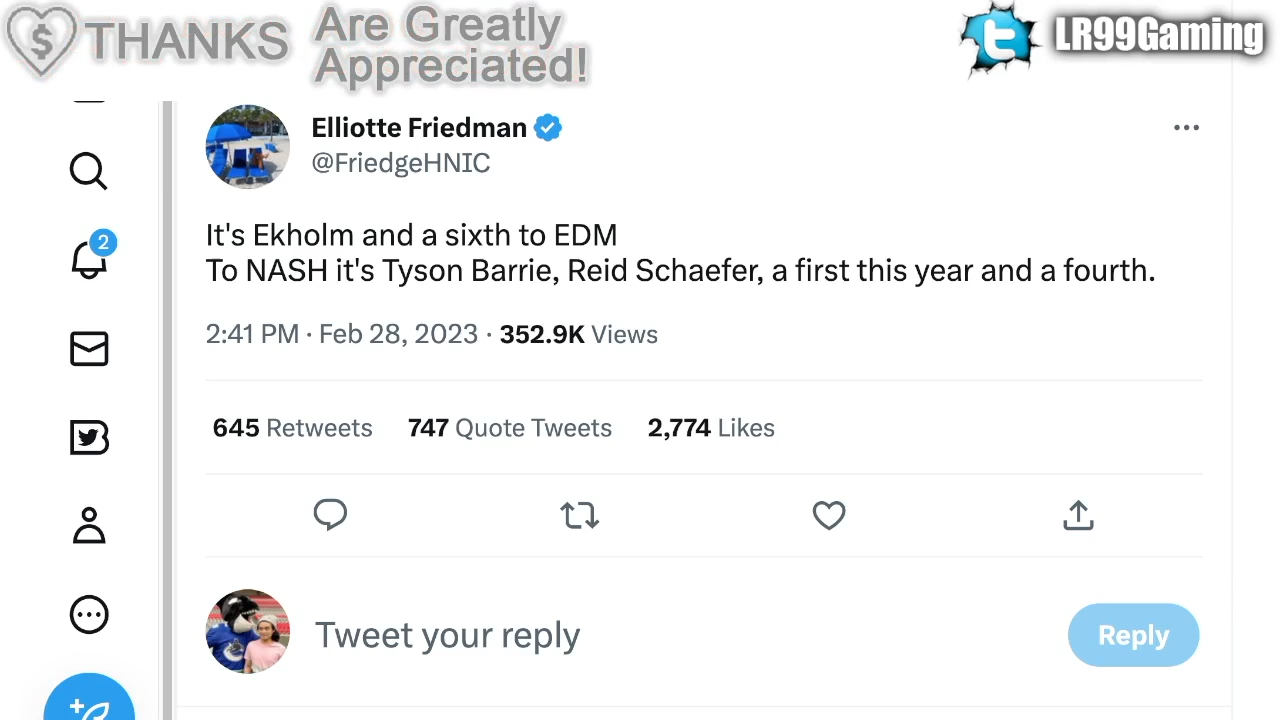 THANKS Are Greatly
Appreciated!
LR99Gaming
Elliotte Friedman
@FriedgeHNIC
2
It's Ekholm and a sixth to EDM
To NASH it's Tyson Barrie, Reid Schaefer, a first this year and a fourth.
2:41 PM · Feb 28, 2023 · 352.9K Views
645 Retweets 747 Quote Tweets 2,774 Likes
Tweet your reply
Reply